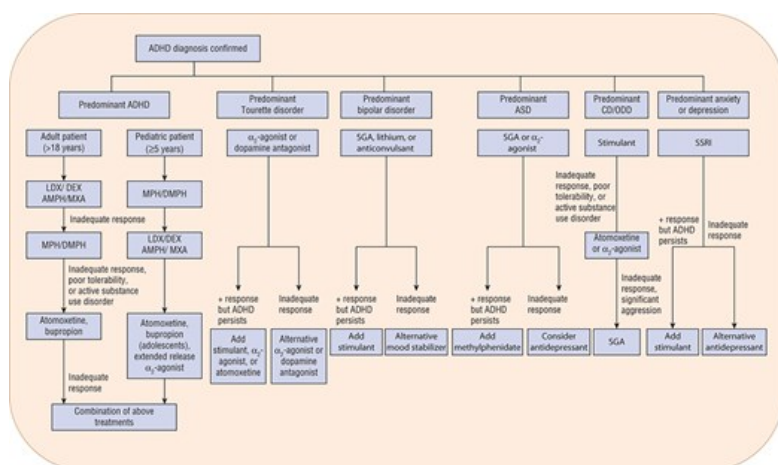 ADHD diagnosis confirmed
Predominant ADHD
Predominant
Tourette disorder
Predominant
bipolar disorder
Predominant
ASD
Predominant
CD/ODD
Predominant anxiety
or depression
Adult patient
(>18 years)
Pediatric patient
(≥5 years)
α₂-agonist or
dopamine antagonist
SGA, lithium, or
anticonvulsant
SGA or α₂-
agonist
Stimulant
SSRI
LDX/ DEX
AMPH/MXA
MPH/DMPH
Inadequate response
MPH/DMPH
LDX/DEX
AMPH/ MXA
Inadequate
response, poor
tolerability, or
active substance
use disorder
Atomoxetine
or α₂-agonist
+ response
but ADHD
persists
Inadequate
response
Inadequate response,
poor tolerability,
or active substance
use disorder
Atomoxetine,
bupropion
Atomoxetine,
bupropion
(adolescents),
extended release
α₂-agonist
+ response
but ADHD
persists
Inadequate
response
+ response
but ADHD
persists
Inadequate
response
+ response
but ADHD
persists
Inadequate
response
Inadequate
response,
significant
aggression
Add
stimulant, α₂-
agonist, or
atomoxetine
Alternative
α₂-agonist or
dopamine
antagonist
Add
stimulant
Alternative
mood stabilizer
Add
methylphenidate
Consider
antidepressant
SGA
Add
stimulant
Alternative
antidepressant
Inadequate
response
Combination of above
treatments